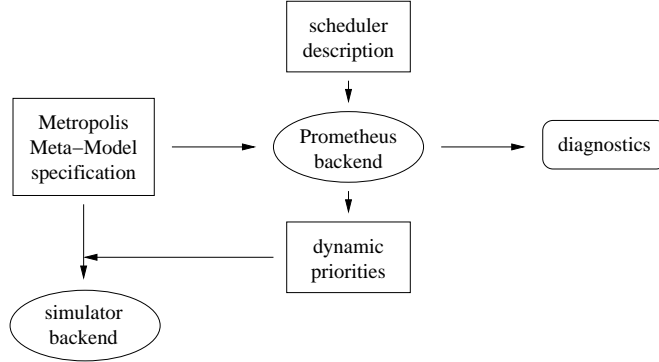 scheduler
description
Metropolis
Meta−Model
specification
Prometheus
backend
diagnostics
dynamic
priorities
simulator
backend